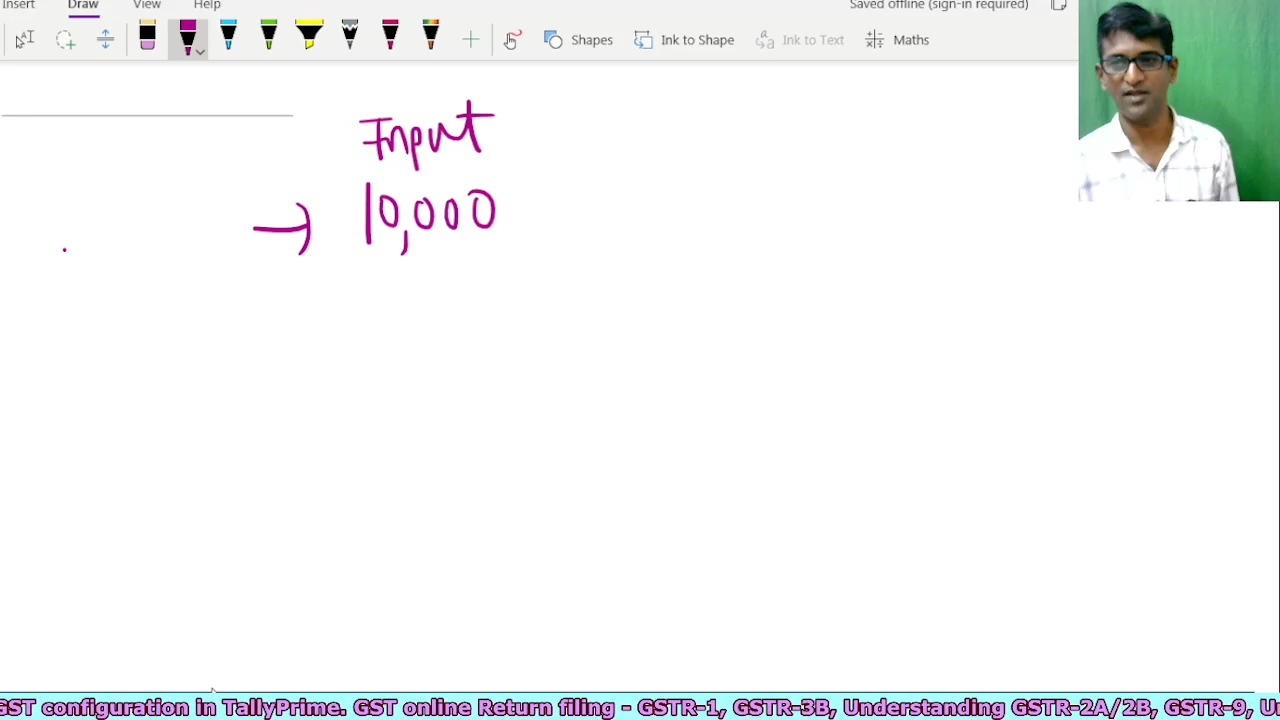 Insert Draw View Help Saved offline (sign-in required)
Shapes Ink to Shape Ink to Text Maths
Input
→ 10,000
GST configuration in TallyPrime. GST online Return filing - GSTR-1, GSTR-3B, Understanding GSTR-2A/2B, GSTR-9,